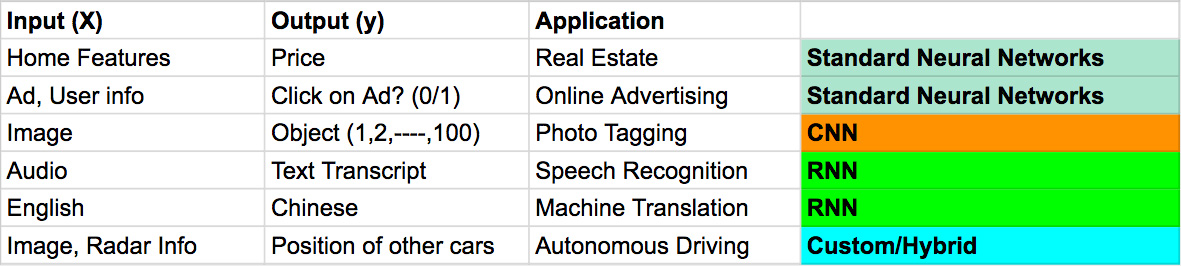 Input (X) Output (y) Application
Home Features Price Real Estate Standard Neural Networks
Ad, User info Click on Ad? (0/1) Online Advertising Standard Neural Networks
Image Object (1,2,----,100) Photo Tagging CNN
Audio Text Transcript Speech Recognition RNN
English Chinese Machine Translation RNN
Image, Radar Info Position of other cars Autonomous Driving Custom/Hybrid